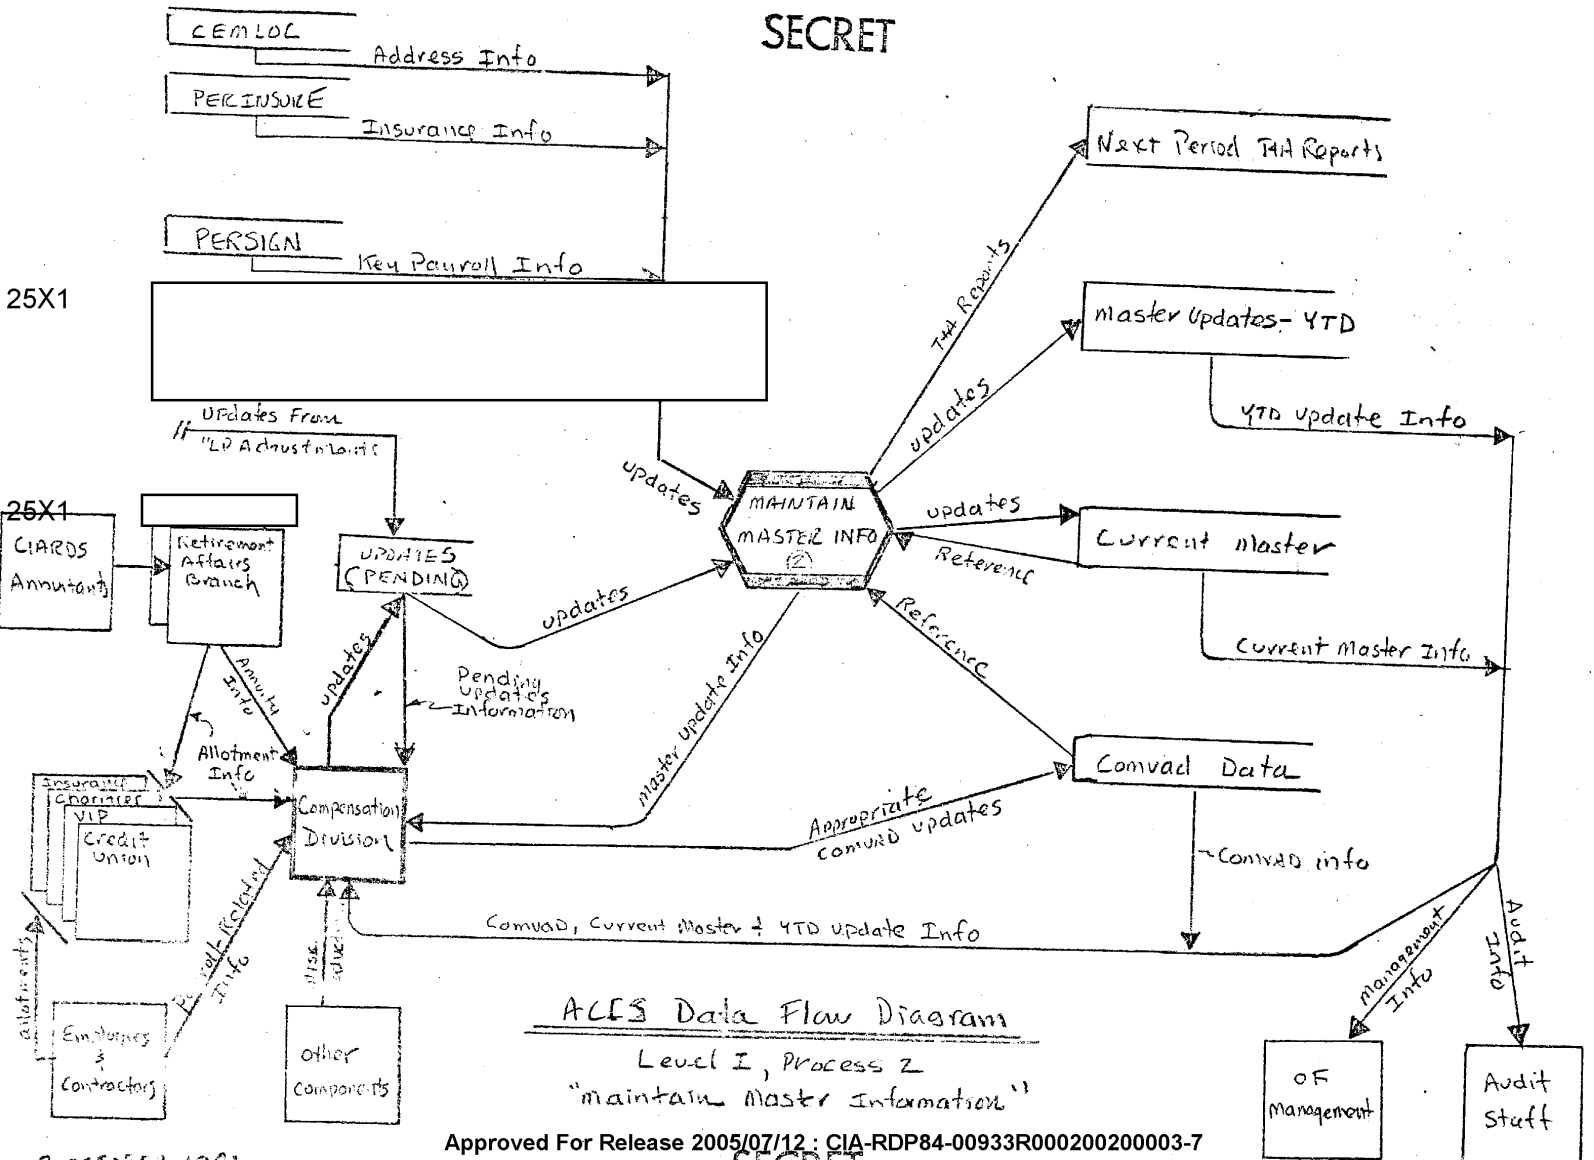 SECRET
CEMLOC
Address Info
PERINSURE
Insurance Info
Next Period T&A Reports
PERSIGN
Key Payroll Info
25X1
T&A Reports
Master Updates - YTD
updates
YTD update Info
Updates From
"LP Adjustments"
updates
MAINTAIN
MASTER INFO
2
updates
Current Master
Reference
25X1
CIARDS
Annuitants
Retirement
Affairs
Branch
UPDATES
(PENDING)
updates
Reference
Current Master Info
Annuity
Info
updates
Pending
Updates
Information
Master Update Info
Allotment
Info
Insurance
Charities
VIP
Credit
Union
Compensation
Division
Comvad Data
Appropriate
COMVAD updates
COMVAD info
Payroll-Related
Info
allotments
Comvad, Current Master & YTD update Info
Misc.
Management
Info
Audit
Info
Employees
&
Contractors
other
components
ACES Data Flow Diagram
Level I, Process 2
"Maintain Master Information"
OF
Management
Audit
Staff
Approved For Release 2005/07/12 : CIA-RDP84-00933R000200200003-7
SECRET